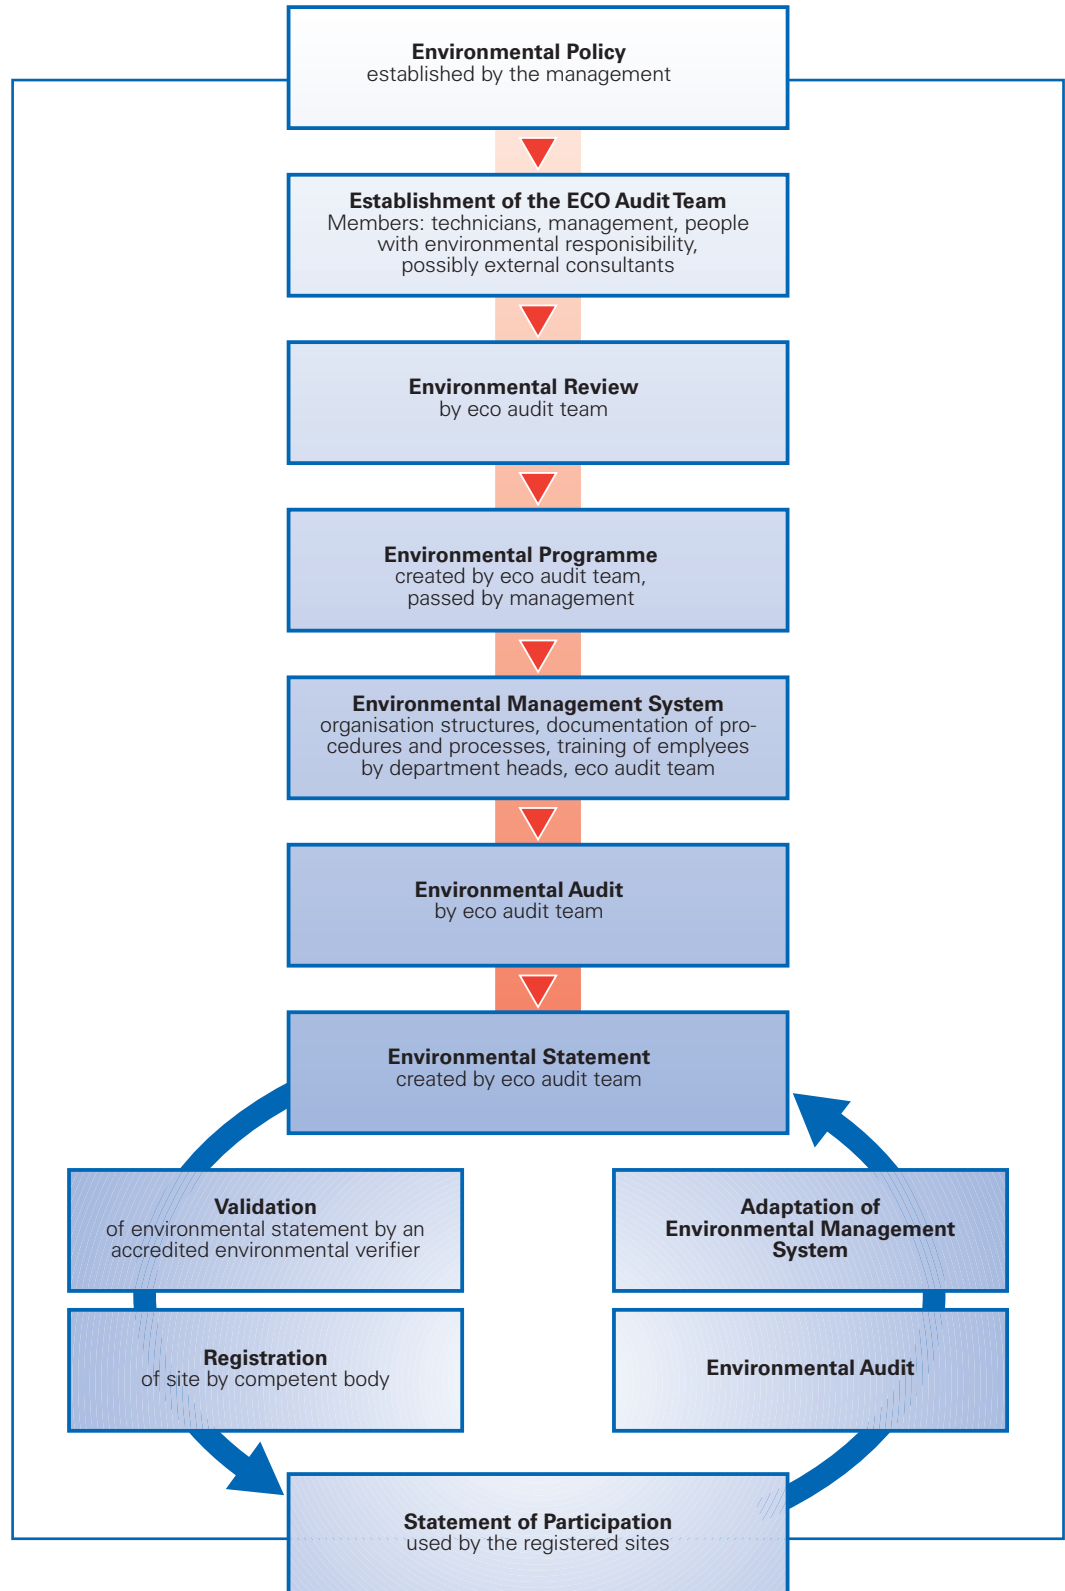 Environmental Policy
established by the management
Establishment of the ECO Audit Team
Members: technicians, management, people
with environmental responisibility,
possibly external consultants
Environmental Review
by eco audit team
Environmental Programme
created by eco audit team,
passed by management
Environmental Management System
organisation structures, documentation of pro-
cedures and processes, training of emplyees
by department heads, eco audit team
Environmental Audit
by eco audit team
Environmental Statement
created by eco audit team
Validation
of environmental statement by an
accredited environmental verifier
Registration
of site by competent body
Adaptation of
Environmental Management
System
Environmental Audit
Statement of Participation
used by the registered sites